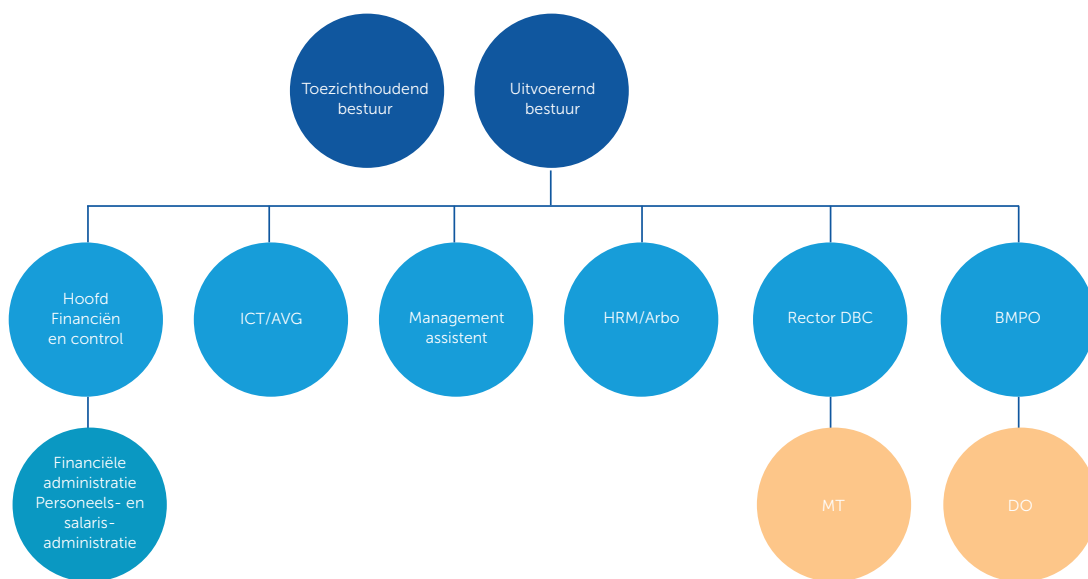 Toezichthoudend
bestuur
Uitvoerernd
bestuur
Hoofd
Financiën
en control
ICT/AVG
Management
assistent
HRM/Arbo
Rector DBC
BMPO
Financiële
administratie
Personeels- en
salaris-
administratie
MT
DO